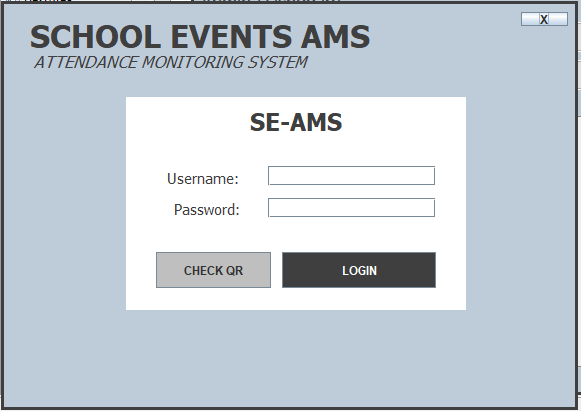 X
SCHOOL EVENTS AMS
ATTENDANCE MONITORING SYSTEM
SE-AMS
Username:
Password:
CHECK QR
LOGIN